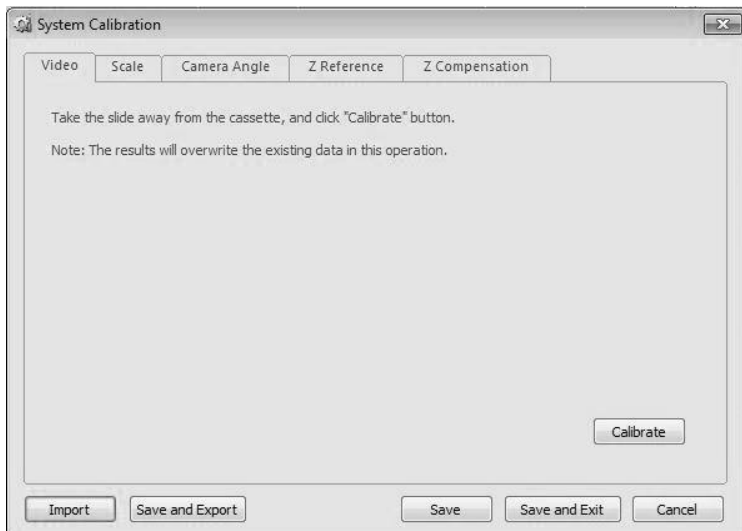 System Calibration
Video Scale Camera Angle Z Reference Z Compensation
Take the slide away from the cassette, and click "Calibrate" button.
Note: The results will overwrite the existing data in this operation.
Calibrate
Import Save and Export Save Save and Exit Cancel